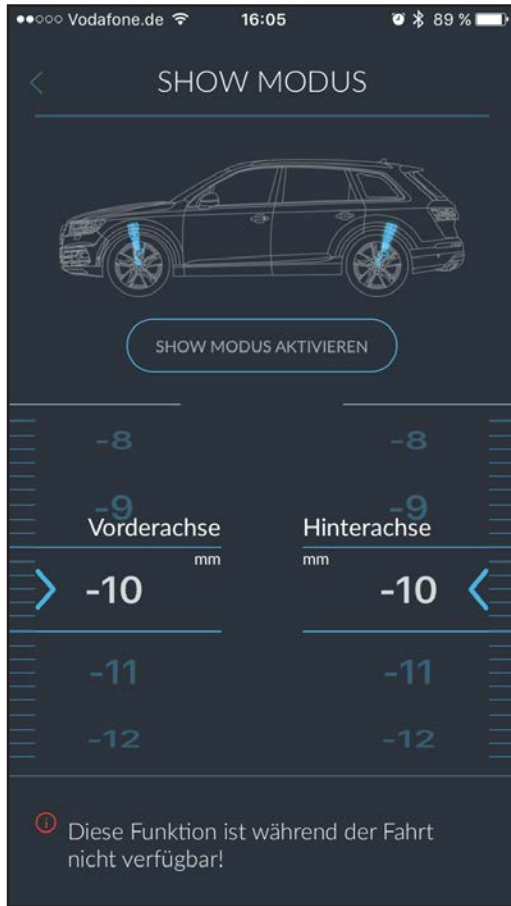 Vodafone.de 16:05 89 %
SHOW MODUS
SHOW MODUS AKTIVIEREN
-8 -8
-9 -9
Vorderachse Hinterachse
mm mm
-10 -10
-11 -11
-12 -12
Diese Funktion ist während der Fahrt
nicht verfügbar!